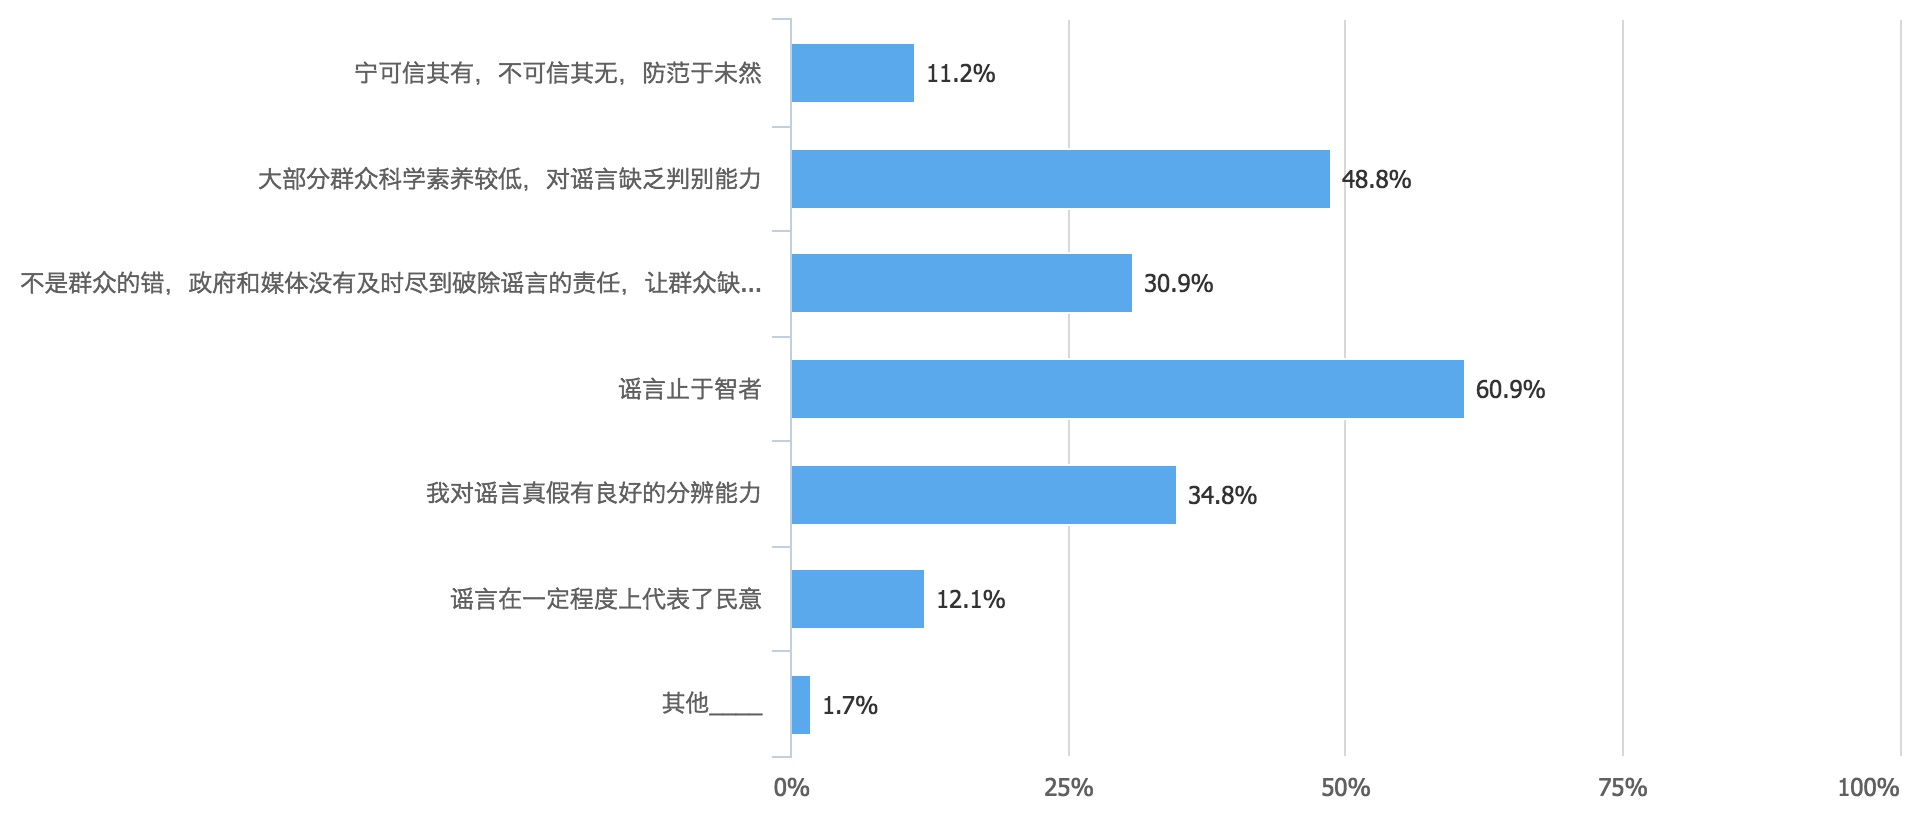 宁可信其有，不可信其无，防范于未然
11.2%
大部分群众科学素养较低，对谣言缺乏判别能力
48.8%
不是群众的错，政府和媒体没有及时尽到破除谣言的责任，让群众缺...
30.9%
谣言止于智者
60.9%
我对谣言真假有良好的分辨能力
34.8%
谣言在一定程度上代表了民意
12.1%
其他____
1.7%
0% 25% 50% 75% 100%